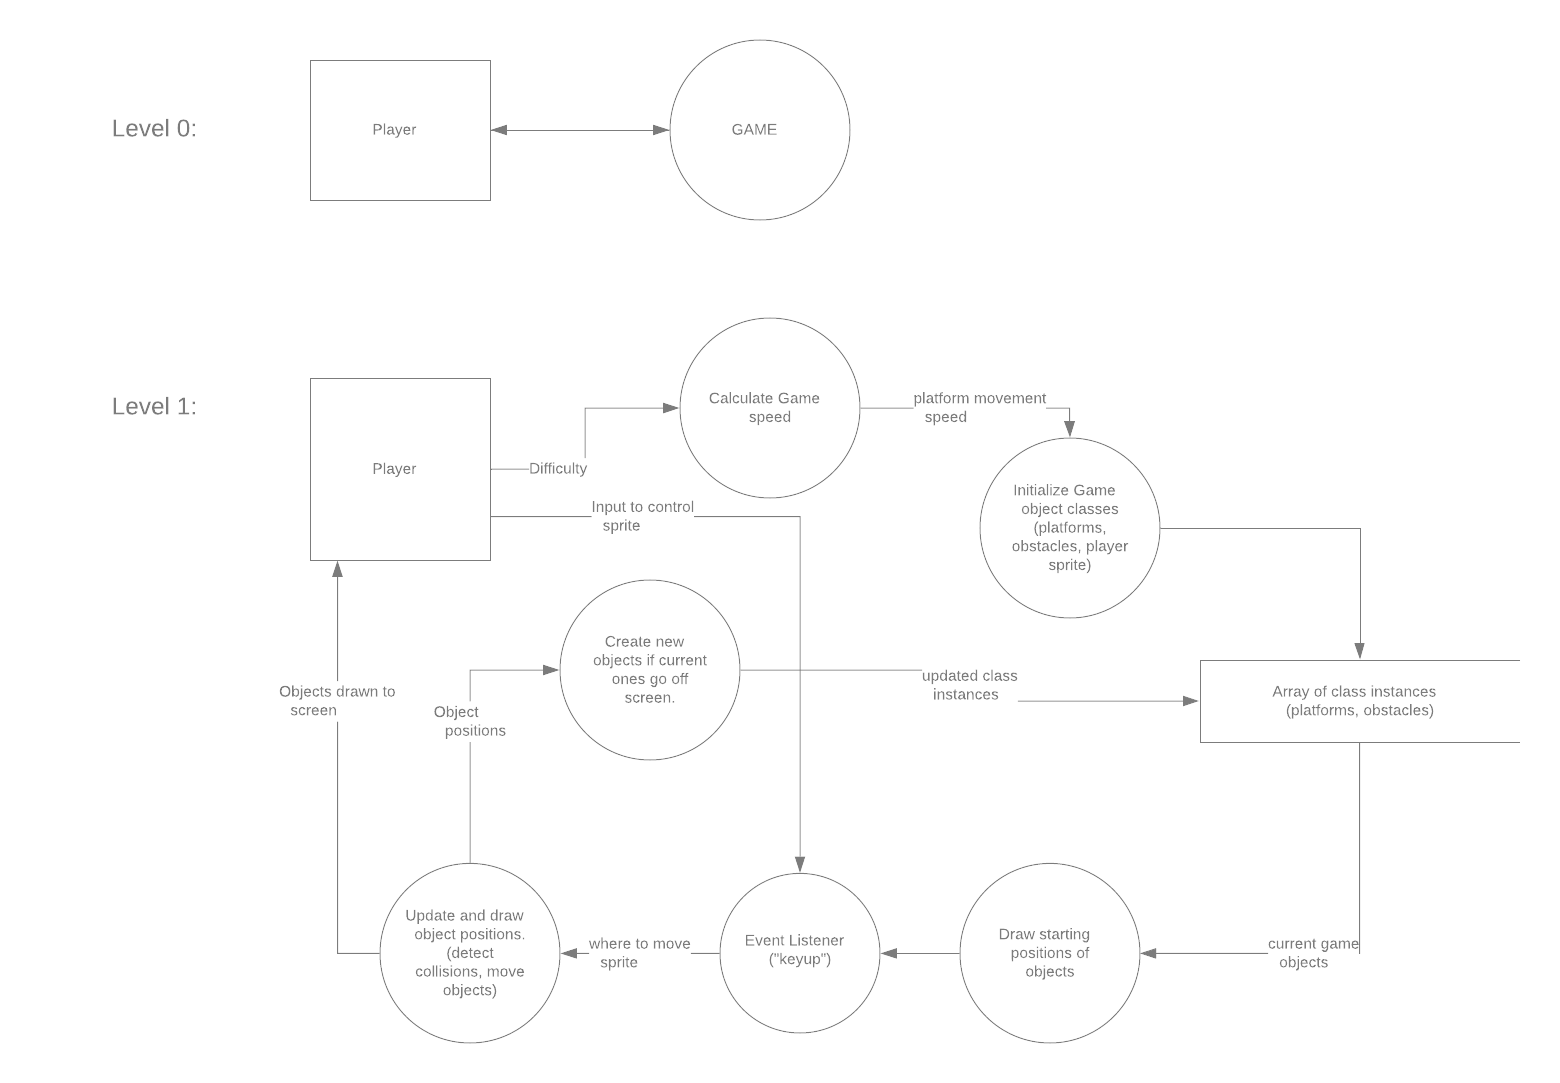 Level 0:
Player
GAME
Level 1:
Player
Difficulty
Calculate Game
speed
platform movement
speed
Initialize Game
object classes
(platforms,
obstacles, player
sprite)
Input to control
sprite
Create new
objects if current
ones go off
screen.
updated class
instances
Array of class instances
(platforms, obstacles)
Objects drawn to
screen
Object
positions
Update and draw
object positions.
(detect
collisions, move
objects)
where to move
sprite
Event Listener
("keyup")
Draw starting
positions of
objects
current game
objects